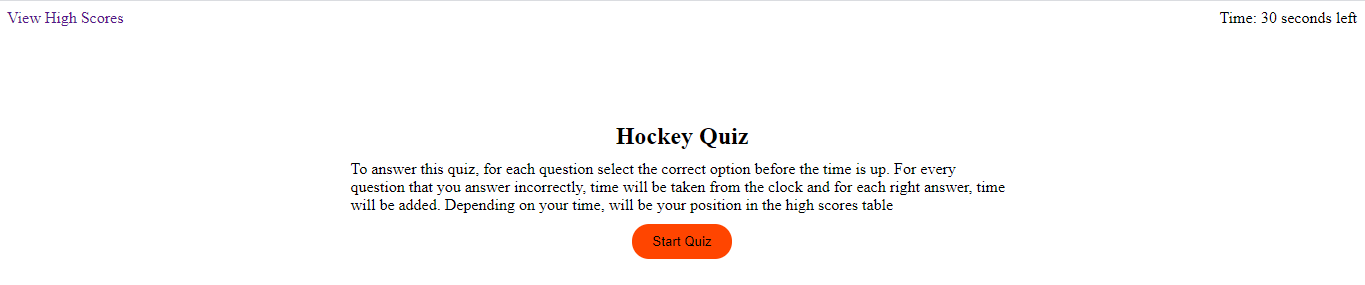 View High Scores
Time: 30 seconds left
Hockey Quiz
To answer this quiz, for each question select the correct option before the time is up. For every
question that you answer incorrectly, time will be taken from the clock and for each right answer, time
will be added. Depending on your time, will be your position in the high scores table
Start Quiz